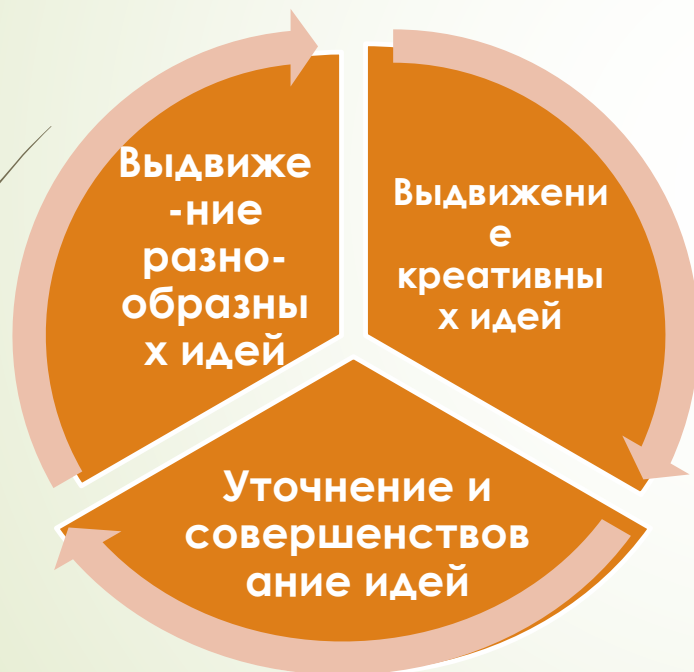 Выдвиже
-ние
разно-
образны
х идей
Выдвижени
е
креативны
х идей
Уточнение и
совершенствов
ание идей